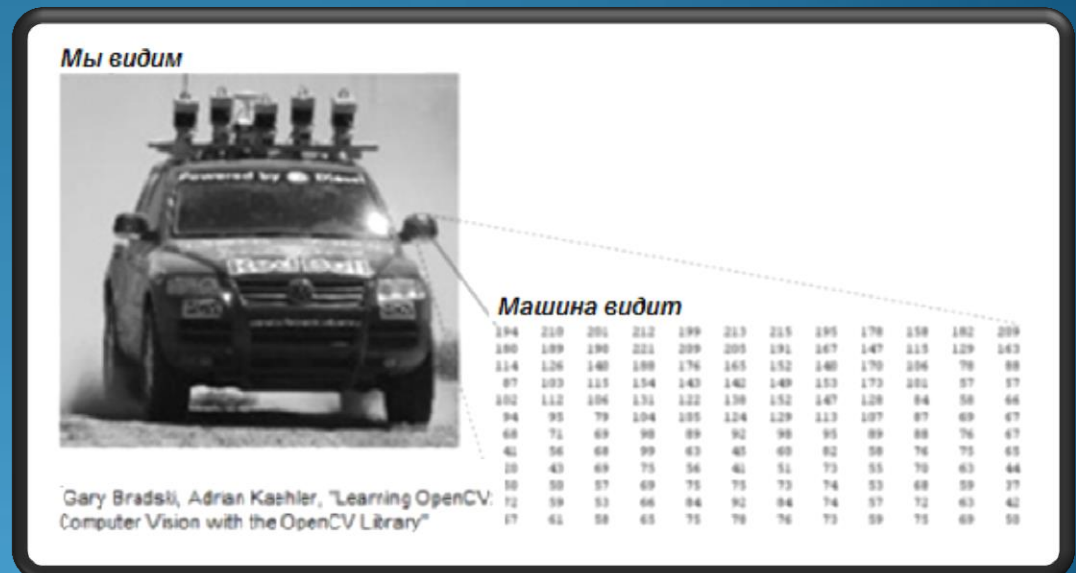 Мы видим
Powered by Diesel
Red Bull
Машина видит
194 210 201 212 199 213 215 195 178 158 182 209
180 189 190 221 209 205 191 167 147 115 129 163
114 126 140 188 176 165 152 140 170 106 78 88
87 103 115 154 143 142 149 153 173 101 57 57
102 112 106 131 122 138 152 147 128 84 58 66
94 95 79 104 105 124 129 113 107 87 69 67
68 71 69 98 89 92 98 95 89 88 76 67
41 56 68 99 63 45 60 82 58 76 75 65
20 43 69 75 56 41 51 73 55 70 63 44
50 50 57 69 75 75 73 74 53 68 59 37
72 59 53 66 84 92 84 74 57 72 63 42
67 61 58 65 75 78 76 73 59 75 69 50
Gary Bradski, Adrian Kaehler, "Learning OpenCV:
Computer Vision with the OpenCV Library"